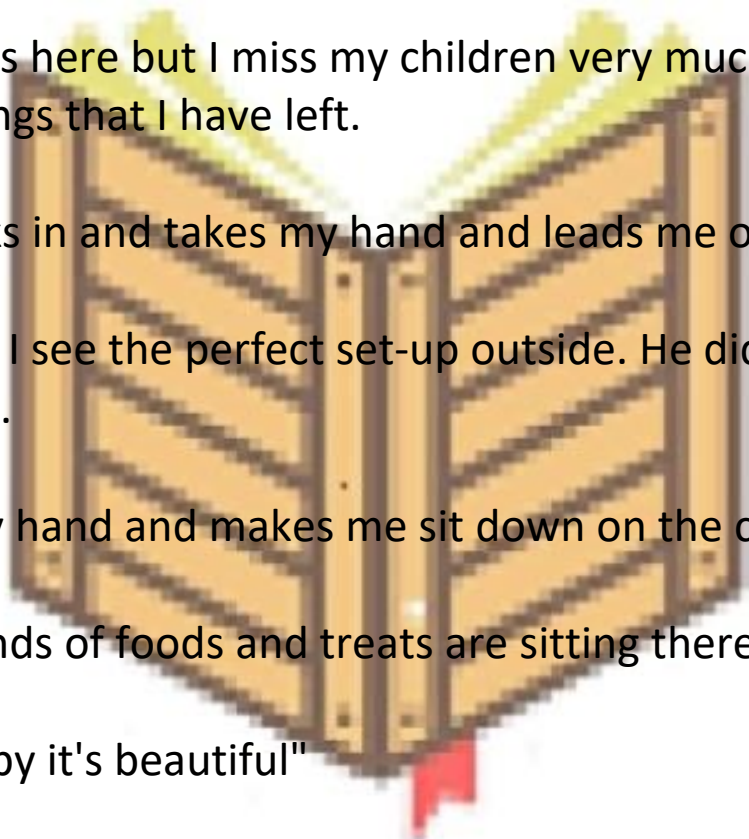 s here but I miss my children very muc
ngs that I have left.
s in and takes my hand and leads me o
I see the perfect set-up outside. He did
.
hand and makes me sit down on the c
nds of foods and treats are sitting there
by it's beautiful"